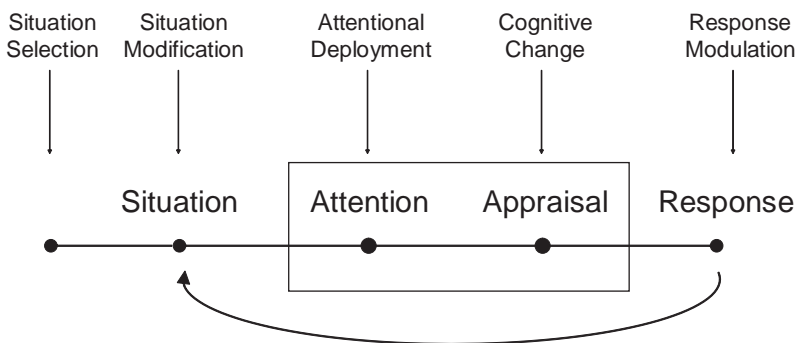 Situation
Selection
Situation
Modification
Attentional
Deployment
Cognitive
Change
Response
Modulation
Situation
Attention
Appraisal
Response